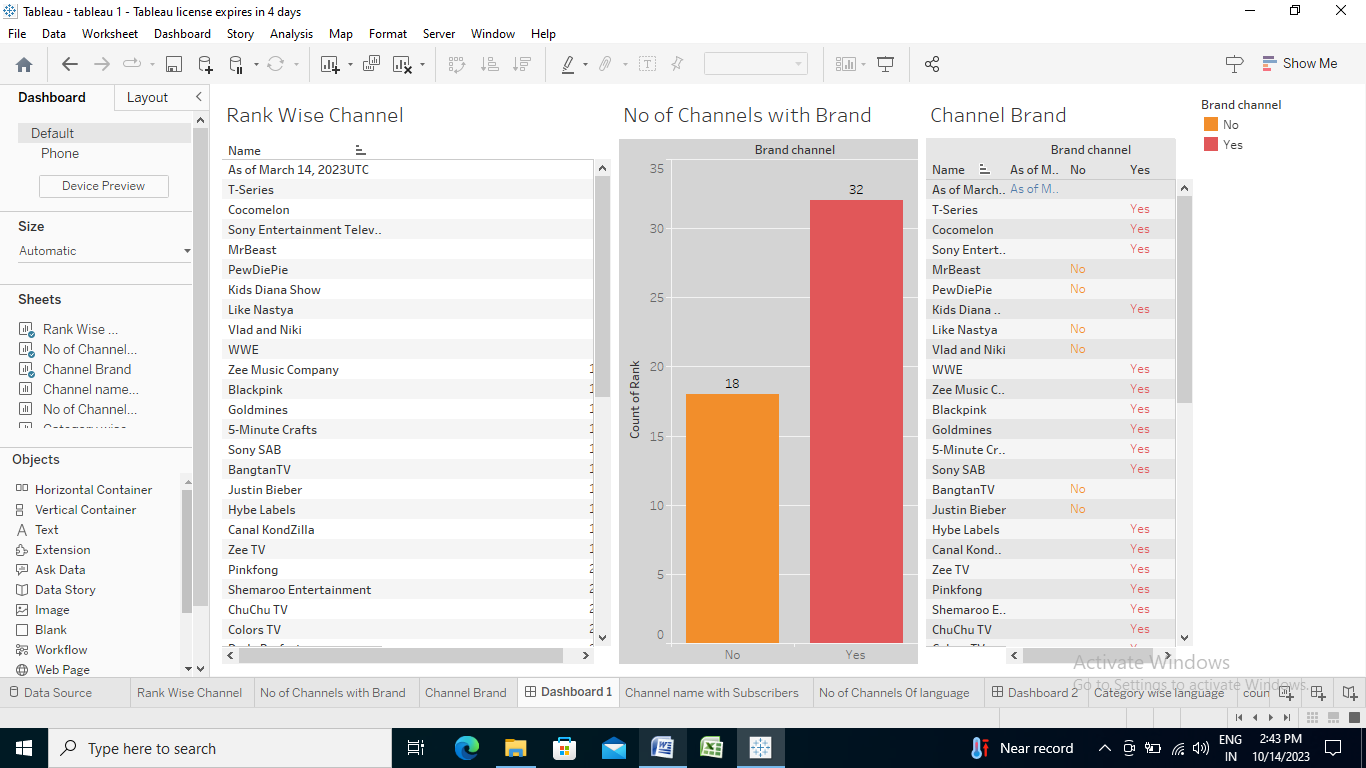 Tableau - tableau 1 - Tableau license expires in 4 days
File Data Worksheet Dashboard Story Analysis Map Format Server Window Help
Show Me
Dashboard Layout
Default
Phone
Device Preview
Size
Automatic
Sheets
Rank Wise ...
No of Channel...
Channel Brand
Channel name...
No of Channel...
Objects
Horizontal Container
Vertical Container
Text
Extension
Ask Data
Data Story
Image
Blank
Workflow
Web Page
Rank Wise Channel
Name
As of March 14, 2023UTC
T-Series
Cocomelon
Sony Entertainment Telev..
MrBeast
PewDiePie
Kids Diana Show
Like Nastya
Vlad and Niki
WWE
Zee Music Company
Blackpink
Goldmines
5-Minute Crafts
Sony SAB
BangtanTV
Justin Bieber
Hybe Labels
Canal KondZilla
Zee TV
Pinkfong
Shemaroo Entertainment
ChuChu TV
Colors TV
No of Channels with Brand
Brand channel
35
30
25
20
15
10
5
0
Count of Rank
18
32
No Yes
Channel Brand
Brand channel
Name As of M.. No Yes
As of March.. As of M..
T-Series Yes
Cocomelon Yes
Sony Entert.. Yes
MrBeast No
PewDiePie No
Kids Diana .. Yes
Like Nastya No
Vlad and Niki No
WWE Yes
Zee Music C.. Yes
Blackpink Yes
Goldmines Yes
5-Minute Cr.. Yes
Sony SAB Yes
BangtanTV No
Justin Bieber No
Hybe Labels Yes
Canal Kond.. Yes
Zee TV Yes
Pinkfong Yes
Shemaroo E.. Yes
ChuChu TV Yes
Brand channel
No
Yes
Activate Windows
Go to Settings to activate Windows.
Data Source Rank Wise Channel No of Channels with Brand Channel Brand Dashboard 1 Channel name with Subscribers No of Channels Of language Dashboard 2 Category wise language coun
Type here to search
Near record
ENG
IN
2:43 PM
10/14/2023